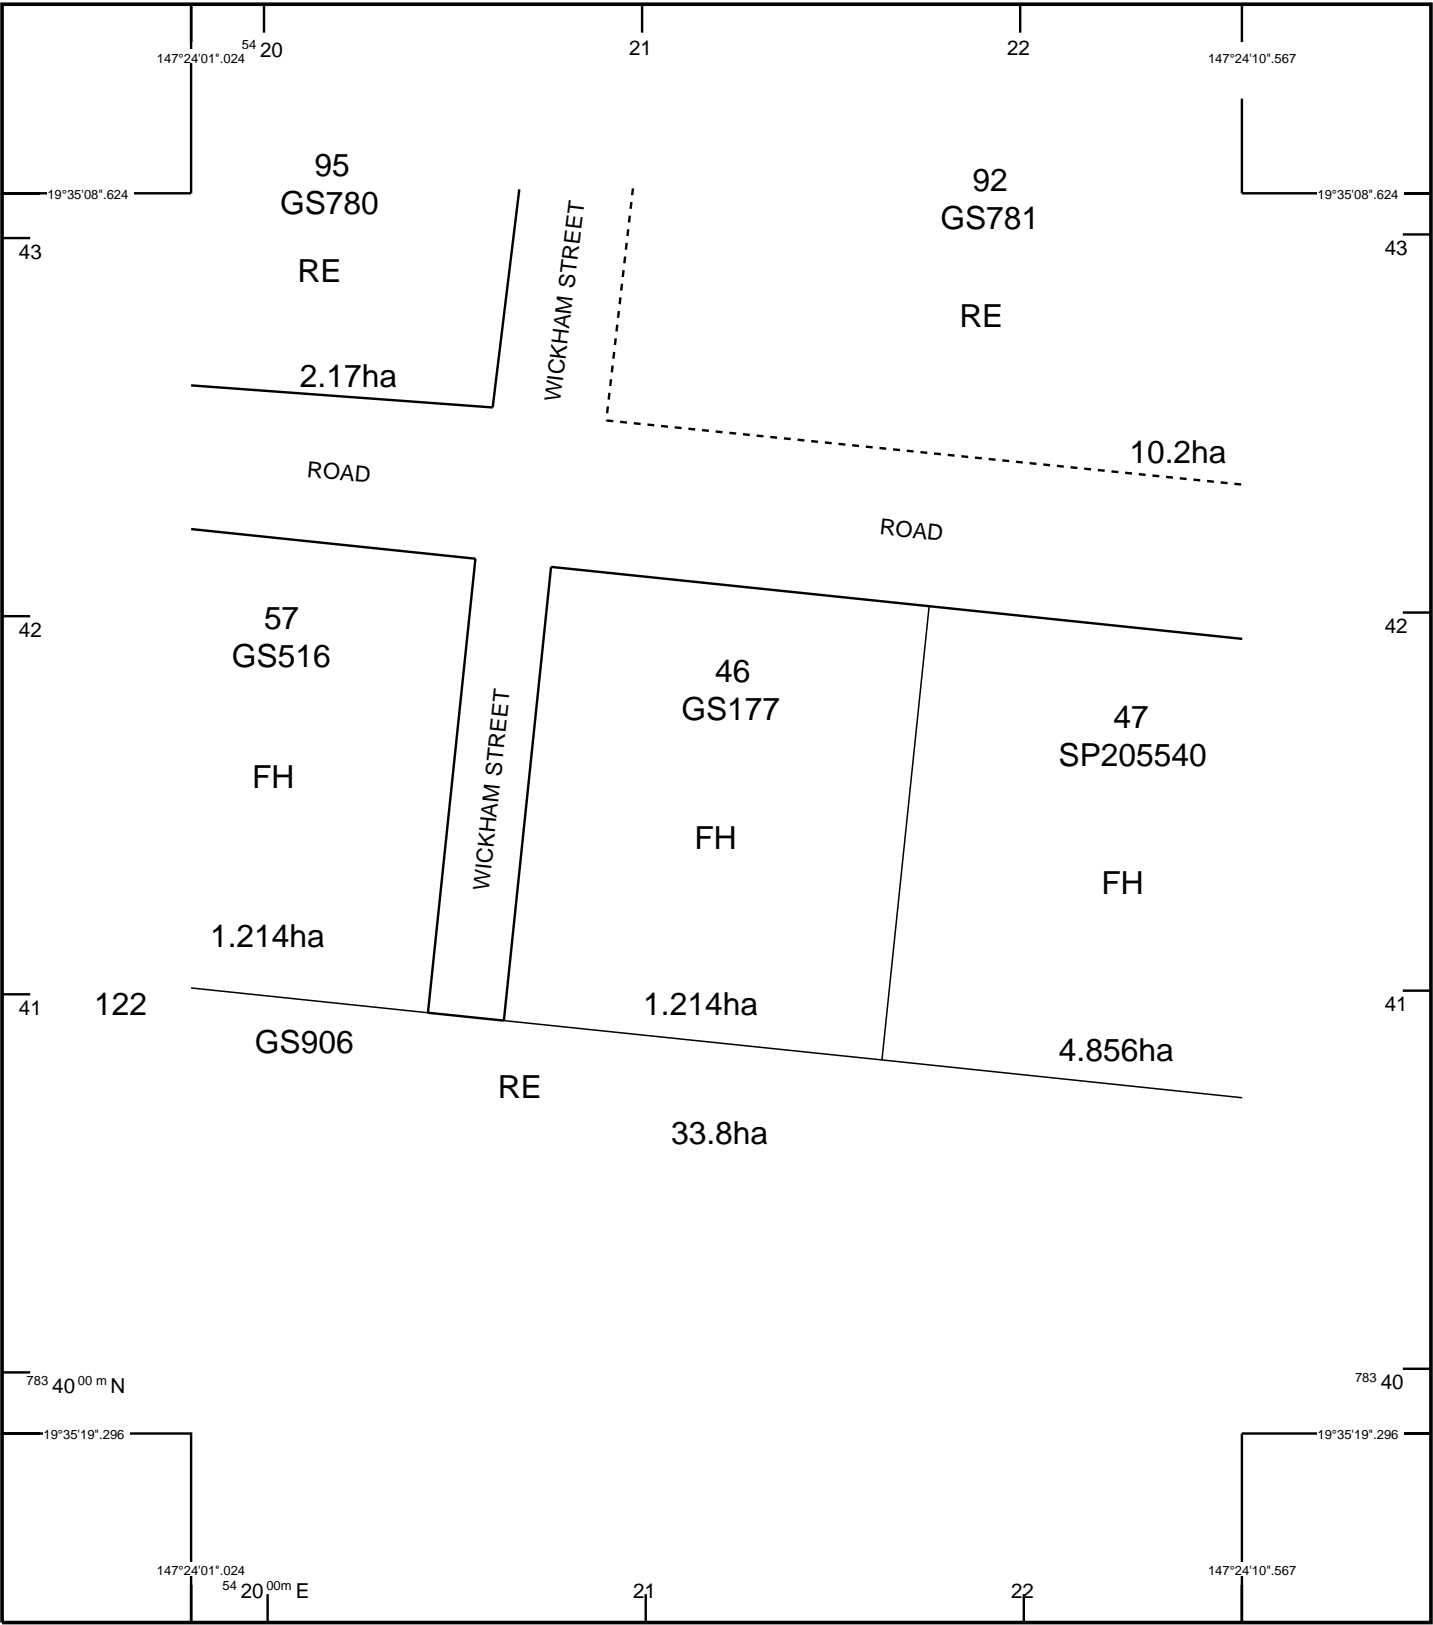 54 20
21
22
147°24'01".024
147°24'10".567
19°35'08".624
19°35'08".624
95
GS780
RE
2.17ha
WICKHAM STREET
92
GS781
RE
10.2ha
43
43
ROAD
ROAD
42
42
57
GS516
FH
1.214ha
WICKHAM STREET
46
GS177
FH
1.214ha
47
SP205540
FH
4.856ha
41
41
122
GS906
RE
33.8ha
783 40 00 m N
783 40
19°35'19".296
19°35'19".296
147°24'01".024
147°24'10".567
54 20 00m E
21
22